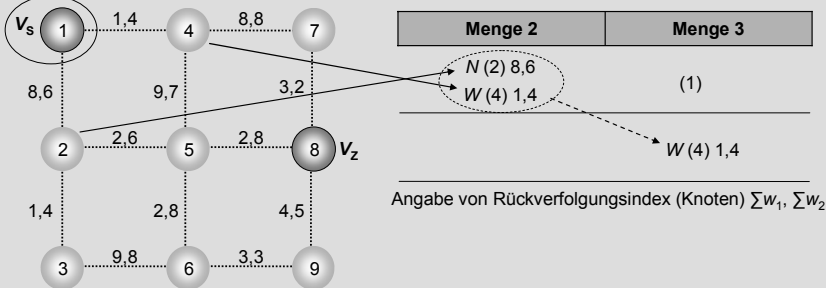 Vs 1 1,4 4 8,8 7
8,6 9,7 3,2
2 2,6 5 2,8 8 Vz
1,4 2,8 4,5
3 9,8 6 3,3 9
Menge 2 Menge 3
N (2) 8,6
W (4) 1,4
(1)
W (4) 1,4
Angabe von Rückverfolgungsindex (Knoten) ∑w₁, ∑w₂